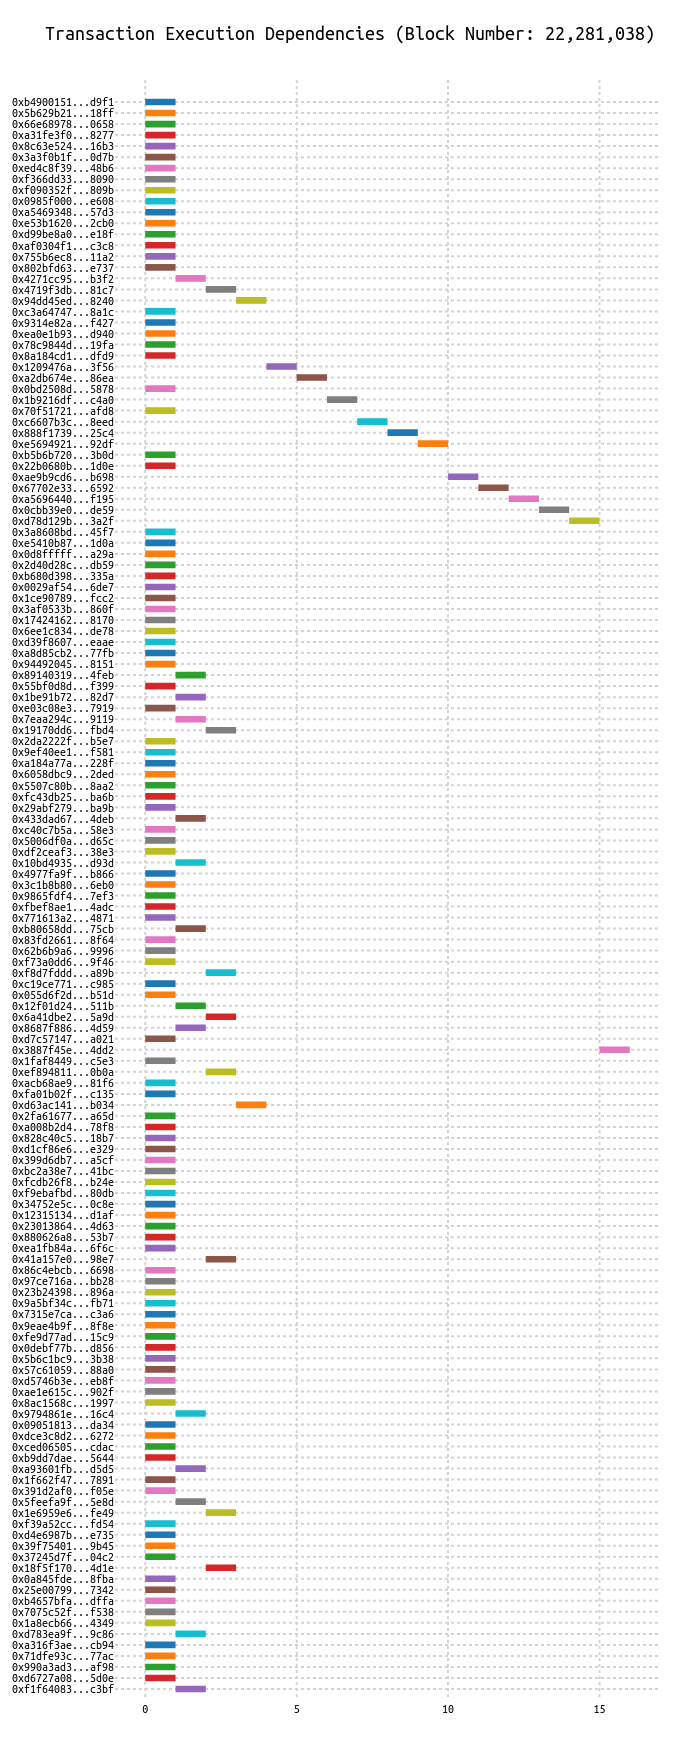 Transaction Execution Dependencies (Block Number: 22,281,038)
0xb4900151...d9f1
0x5b629b21...18ff
0x66e68978...0658
0xa31fe3f0...8277
0x8c63e524...16b3
0x3a3f0b1f...0d7b
0xed4c8f39...48b6
0xf366dd33...8090
0xf090352f...809b
0x0985f000...e608
0xa5469348...57d3
0xe53b1620...2cb0
0xd99be8a0...e18f
0xaf0304f1...c3c8
0x755b6ec8...11a2
0x802bfd63...e737
0x4271cc95...b3f2
0x4719f3db...81c7
0x94dd45ed...8240
0xc3a64747...8a1c
0x9314e82a...f427
0xea0e1b93...d940
0x78c9844d...19fa
0x8a184cd1...dfd9
0x1209476a...3f56
0xa2db674e...86ea
0x0bd2508d...5878
0x1b9216df...c4a0
0x70f51721...afd8
0xc6607b3c...8eed
0x888f1739...25c4
0xe5694921...92df
0xb5b6b720...3b0d
0x22b0680b...1d0e
0xae9b9cd6...b698
0x67702e33...6592
0xa5696440...f195
0x0cbb39e0...de59
0xd78d129b...3a2f
0x3a8608bd...45f7
0xe5410b87...1d0a
0x0d8fffff...a29a
0x2d40d28c...db59
0xb680d398...335a
0x0029af54...6de7
0x1ce90789...fcc2
0x3af0533b...860f
0x17424162...8170
0x6ee1c834...de78
0xd39f8607...eaae
0xa8d85cb2...77fb
0x94492045...8151
0x89140319...4feb
0x55bf0d8d...f399
0x1be91b72...82d7
0xe03c08e3...7919
0x7eaa294c...9119
0x19170dd6...fbd4
0x2da2222f...b5e7
0x9ef40ee1...f581
0xa184a77a...228f
0x6058dbc9...2ded
0x5507c80b...8aa2
0xfc43db25...ba6b
0x29abf279...ba9b
0x433dad67...4deb
0xc40c7b5a...58e3
0x5006df0a...d65c
0xdf2ceaf3...38e3
0x10bd4935...d93d
0x4977fa9f...b866
0x3c1b8b80...6eb0
0x9865fdf4...7ef3
0xfbef8ae1...4adc
0x771613a2...4871
0xb80658dd...75cb
0x83fd2661...8f64
0x62b6b9a6...9996
0xf73a0dd6...9f46
0xf8d7fddd...a89b
0xc19ce771...c985
0x055d6f2d...b51d
0x12f01d24...511b
0x6a41dbe2...5a9d
0x8687f886...4d59
0xd7c57147...a021
0x3887f45e...4dd2
0x1faf8449...c5e3
0xef894811...0b0a
0xacb68ae9...81f6
0xfa01b02f...c135
0xd63ac141...b034
0x2fa61677...a65d
0xa008b2d4...78f8
0x828c40c5...18b7
0xd1cf86e6...e329
0x399d6db7...a5cf
0xbc2a38e7...41bc
0xfcdb26f8...b24e
0xf9ebafbd...80db
0x34752e5c...0c8e
0x12315134...d1af
0x23013864...4d63
0x880626a8...53b7
0xea1fb84a...6f6c
0x41a157e0...98e7
0x86c4ebcb...6698
0x97ce716a...bb28
0x23b24398...896a
0x9a5bf34c...fb71
0x7315e7ca...c3a6
0x9eae4b9f...8f8e
0xfe9d77ad...15c9
0x0debf77b...d856
0x5b6c1bc9...3b38
0x57c61059...88a0
0xd5746b3e...eb8f
0xae1e615c...902f
0x8ac1568c...1997
0x9794861e...16c4
0x09051813...da34
0xdce3c8d2...6272
0xced06505...cdac
0xb9dd7dae...5644
0xa93601fb...d5d5
0x1f662f47...7891
0x391d2af0...f05e
0x5feefa9f...5e8d
0x1e6959e6...fe49
0xf39a52cc...fd54
0xd4e6987b...e735
0x39f75401...9b45
0x37245d7f...04c2
0x18f5f170...4d1e
0x0a845fde...8fba
0x25e00799...7342
0xb4657bfa...dffa
0x7075c52f...f538
0x1a8ecb66...4349
0xd783ea9f...9c86
0xa316f3ae...cb94
0x71dfe93c...77ac
0x990a3ad3...af98
0xd6727a08...5d0e
0xf1f64083...c3bf
0 5 10 15